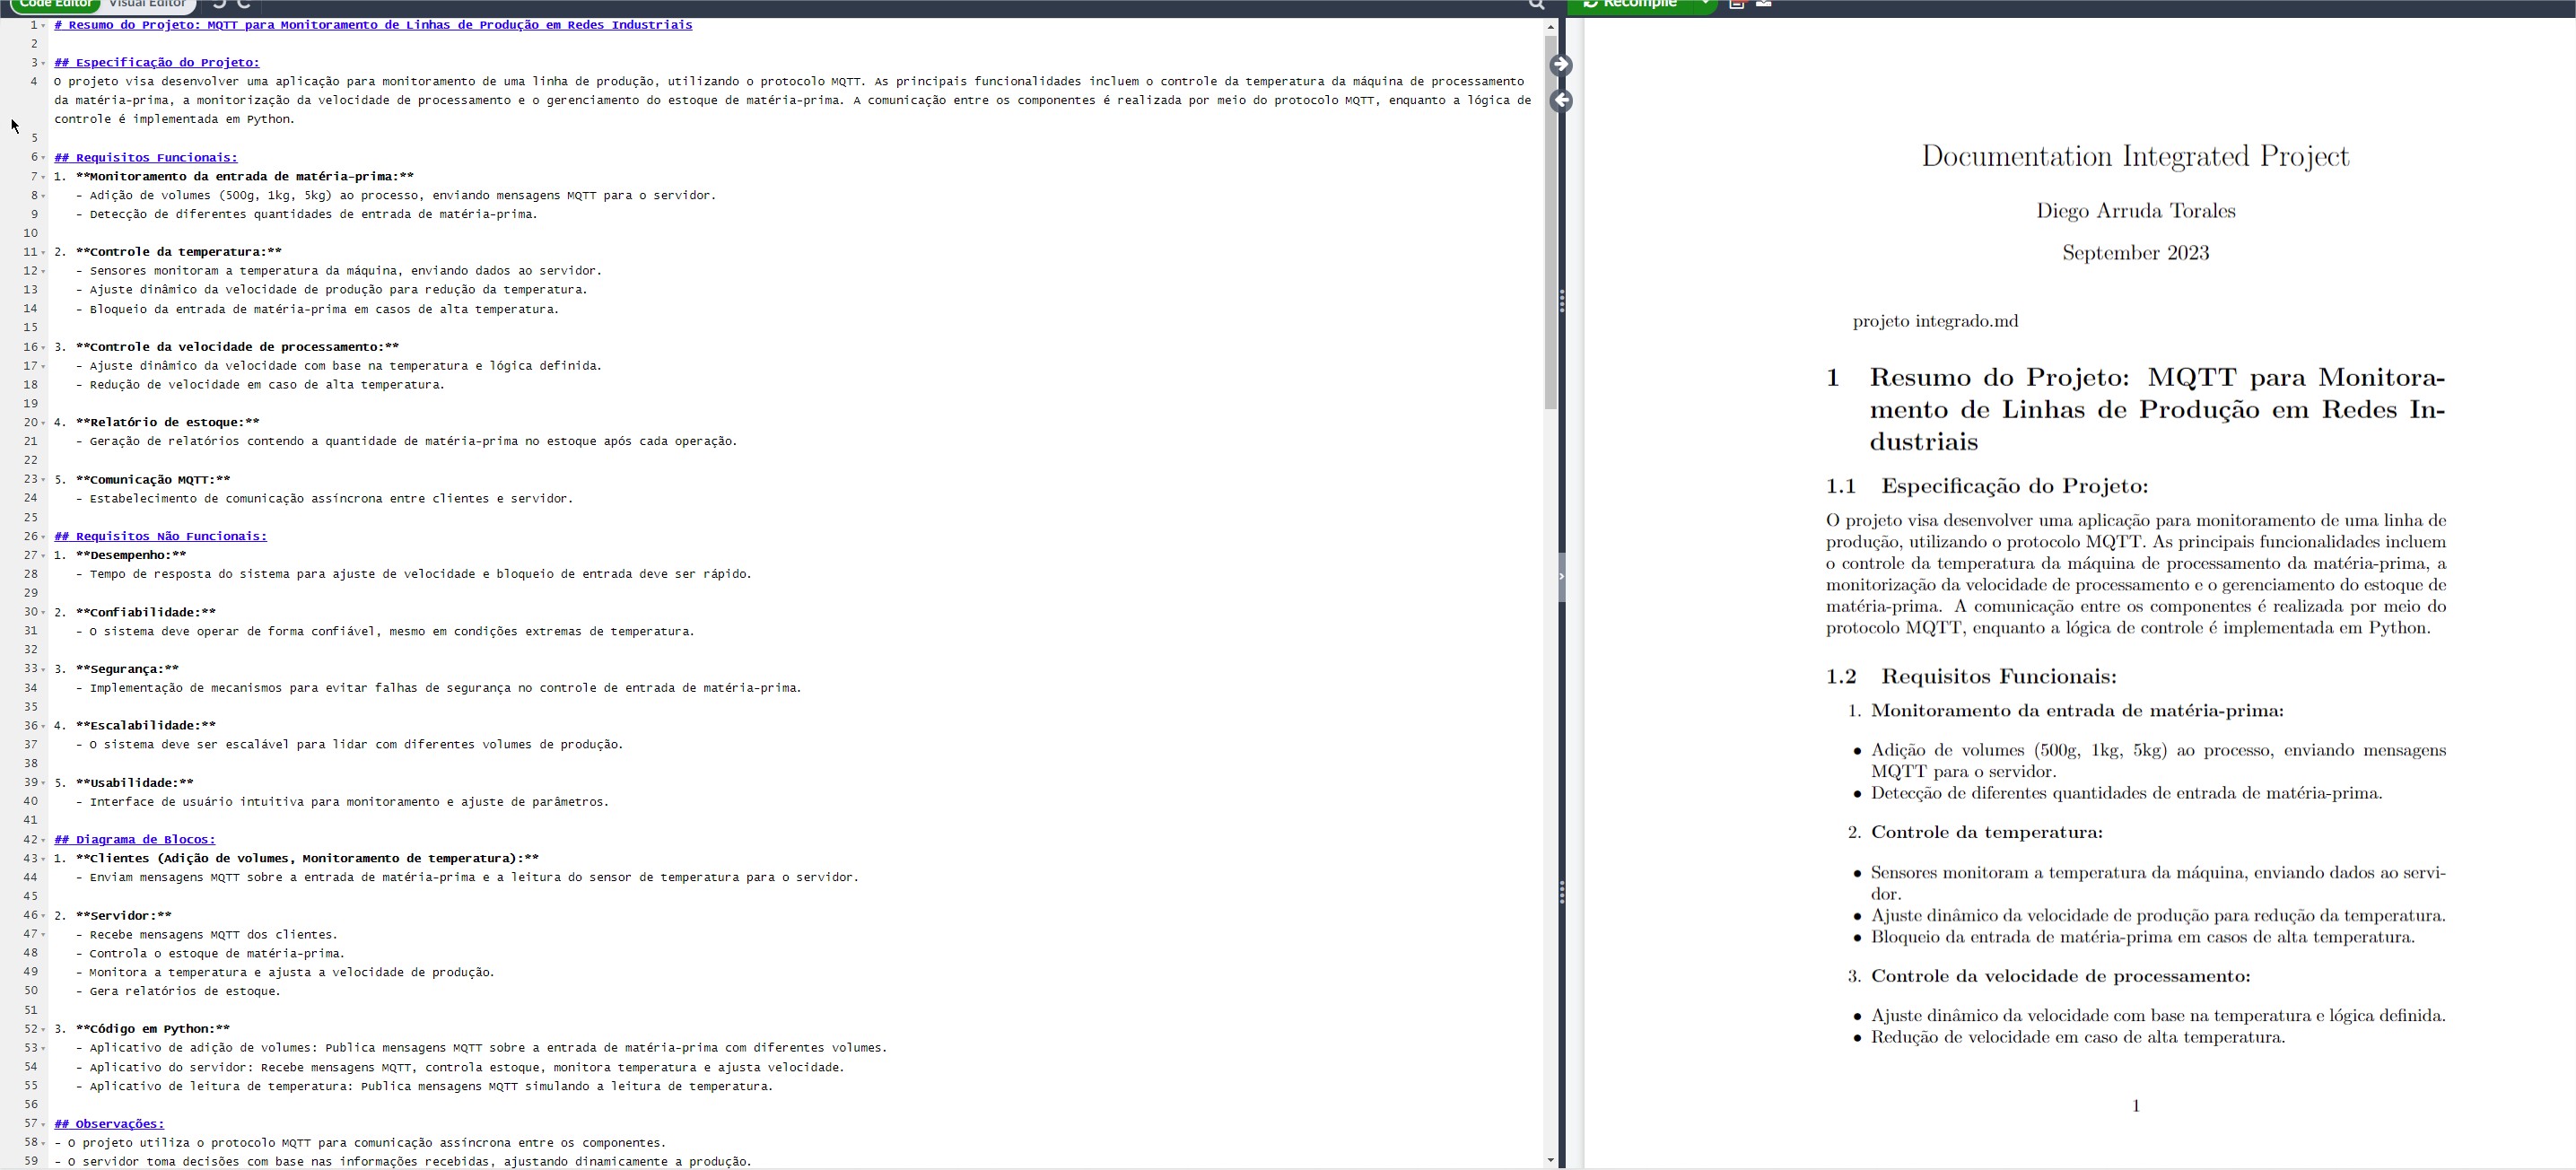 Code Editor
Visual Editor
Recompile
1 # Resumo do Projeto: MQTT para Monitoramento de Linhas de Produção em Redes Industriais
2
3 ## Especificação do Projeto:
4 O projeto visa desenvolver uma aplicação para monitoramento de uma linha de produção, utilizando o protocolo MQTT. As principais funcionalidades incluem o controle da temperatura da máquina de processamento
da matéria-prima, a monitorização da velocidade de processamento e o gerenciamento do estoque de matéria-prima. A comunicação entre os componentes é realizada por meio do protocolo MQTT, enquanto a lógica de
controle é implementada em Python.
5
6 ## Requisitos Funcionais:
7 1. **Monitoramento da entrada de matéria-prima:**
8 - Adição de volumes (500g, 1kg, 5kg) ao processo, enviando mensagens MQTT para o servidor.
9 - Detecção de diferentes quantidades de entrada de matéria-prima.
10
11 2. **Controle da temperatura:**
12 - Sensores monitoram a temperatura da máquina, enviando dados ao servidor.
13 - Ajuste dinâmico da velocidade de produção para redução da temperatura.
14 - Bloqueio da entrada de matéria-prima em casos de alta temperatura.
15
16 3. **Controle da velocidade de processamento:**
17 - Ajuste dinâmico da velocidade com base na temperatura e lógica definida.
18 - Redução de velocidade em caso de alta temperatura.
19
20 4. **Relatório de estoque:**
21 - Geração de relatórios contendo a quantidade de matéria-prima no estoque após cada operação.
22
23 5. **Comunicação MQTT:**
24 - Estabelecimento de comunicação assíncrona entre clientes e servidor.
25
26 ## Requisitos Não Funcionais:
27 1. **Desempenho:**
28 - Tempo de resposta do sistema para ajuste de velocidade e bloqueio de entrada deve ser rápido.
29
30 2. **Confiabilidade:**
31 - O sistema deve operar de forma confiável, mesmo em condições extremas de temperatura.
32
33 3. **Segurança:**
34 - Implementação de mecanismos para evitar falhas de segurança no controle de entrada de matéria-prima.
35
36 4. **Escalabilidade:**
37 - O sistema deve ser escalável para lidar com diferentes volumes de produção.
38
39 5. **Usabilidade:**
40 - Interface de usuário intuitiva para monitoramento e ajuste de parâmetros.
41
42 ## Diagrama de Blocos:
43 1. **Clientes (Adição de volumes, Monitoramento de temperatura):**
44 - Enviam mensagens MQTT sobre a entrada de matéria-prima e a leitura do sensor de temperatura para o servidor.
45
46 2. **Servidor:**
47 - Recebe mensagens MQTT dos clientes.
48 - Controla o estoque de matéria-prima.
49 - Monitora a temperatura e ajusta a velocidade de produção.
50 - Gera relatórios de estoque.
51
52 3. **Código em Python:**
53 - Aplicativo de adição de volumes: Publica mensagens MQTT sobre a entrada de matéria-prima com diferentes volumes.
54 - Aplicativo do servidor: Recebe mensagens MQTT, controla estoque, monitora temperatura e ajusta velocidade.
55 - Aplicativo de leitura de temperatura: Publica mensagens MQTT simulando a leitura de temperatura.
56
57 ## Observações:
58 - O projeto utiliza o protocolo MQTT para comunicação assíncrona entre os componentes.
59 - O servidor toma decisões com base nas informações recebidas, ajustando dinamicamente a produção.
Documentation Integrated Project
Diego Arruda Torales
September 2023
projeto integrado.md
1 Resumo do Projeto: MQTT para Monitora-
mento de Linhas de Produção em Redes In-
dustriais
1.1 Especificação do Projeto:
O projeto visa desenvolver uma aplicação para monitoramento de uma linha de
produção, utilizando o protocolo MQTT. As principais funcionalidades incluem
o controle da temperatura da máquina de processamento da matéria-prima, a
monitorização da velocidade de processamento e o gerenciamento do estoque de
matéria-prima. A comunicação entre os componentes é realizada por meio do
protocolo MQTT, enquanto a lógica de controle é implementada em Python.
1.2 Requisitos Funcionais:
1. Monitoramento da entrada de matéria-prima:
• Adição de volumes (500g, 1kg, 5kg) ao processo, enviando mensagens
MQTT para o servidor.
• Detecção de diferentes quantidades de entrada de matéria-prima.
2. Controle da temperatura:
• Sensores monitoram a temperatura da máquina, enviando dados ao servi-
dor.
• Ajuste dinâmico da velocidade de produção para redução da temperatura.
• Bloqueio da entrada de matéria-prima em casos de alta temperatura.
3. Controle da velocidade de processamento:
• Ajuste dinâmico da velocidade com base na temperatura e lógica definida.
• Redução de velocidade em caso de alta temperatura.
1